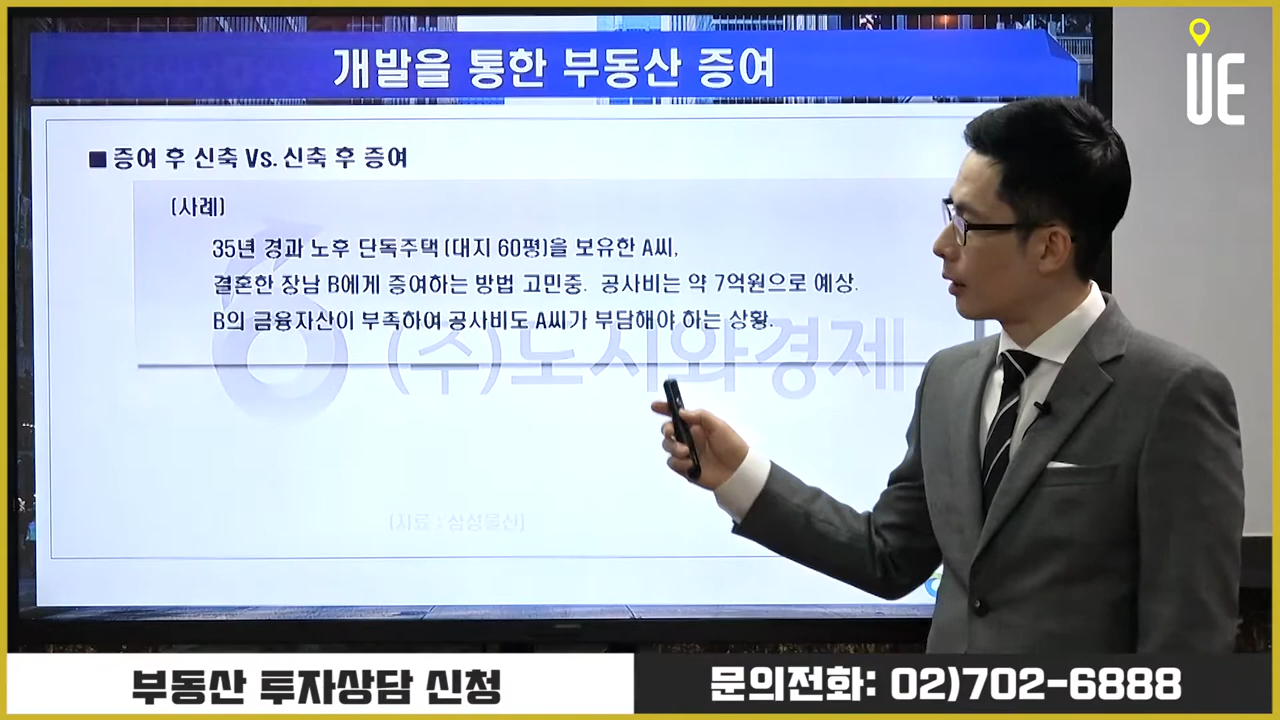 개발을 통한 부동산 증여
UE
■ 증여 후 신축 Vs. 신축 후 증여
(사례)
35년 경과 노후 단독주택 (대지 60평)을 보유한 A씨,
결혼한 장남 B에게 증여하는 방법 고민중. 공사비는 약 7억원으로 예상.
B의 금융자산이 부족하여 공사비도 A씨가 부담해야 하는 상황.
(주)도시와경제
(자료 : 삼성물산)
부동산 투자상담 신청
문의전화: 02)702-6888